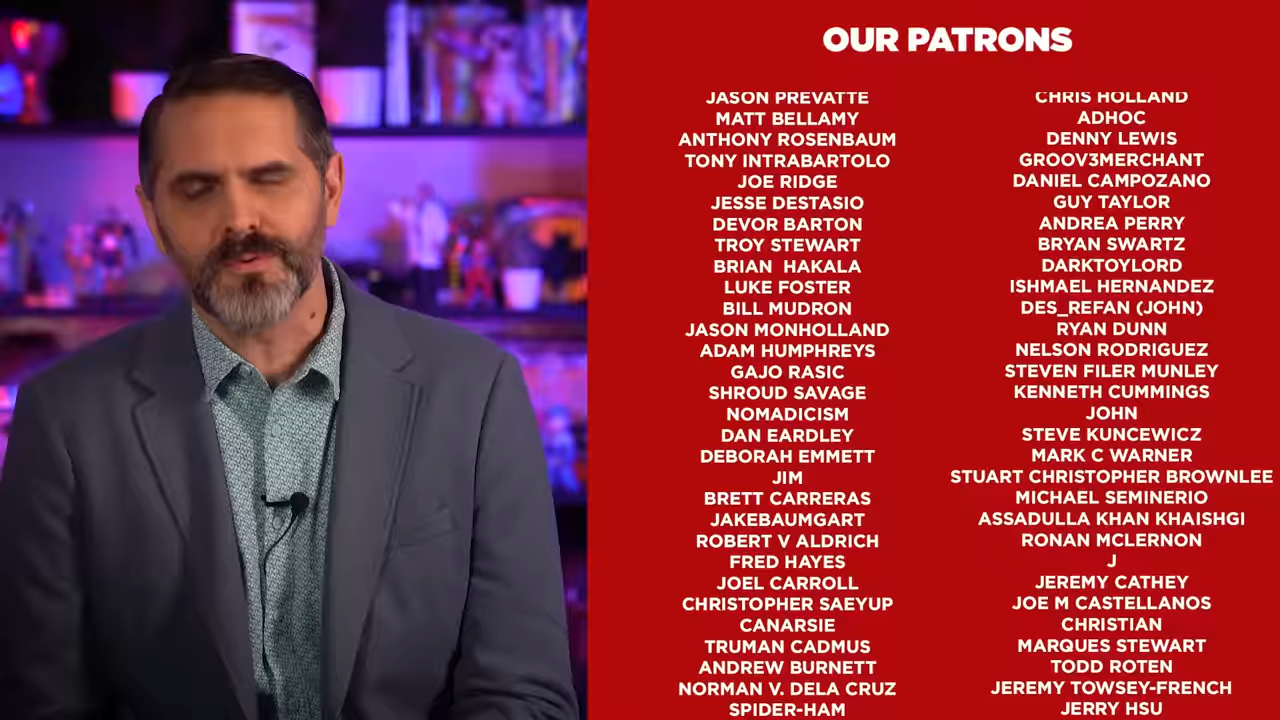 OUR PATRONS
JASON PREVATTE
MATT BELLAMY
ANTHONY ROSENBAUM
TONY INTRABARTOLO
JOE RIDGE
JESSE DESTASIO
DEVOR BARTON
TROY STEWART
BRIAN HAKALA
LUKE FOSTER
BILL MUDRON
JASON MONHOLLAND
ADAM HUMPHREYS
GAJO RASIC
SHROUD SAVAGE
NOMADICISM
DAN EARDLEY
DEBORAH EMMETT
JIM
BRETT CARRERAS
JAKEBAUMGART
ROBERT V ALDRICH
FRED HAYES
JOEL CARROLL
CHRISTOPHER SAEYUP
CANARSIE
TRUMAN CADMUS
ANDREW BURNETT
NORMAN V. DELA CRUZ
SPIDER-HAM
CHRIS HOLLAND
ADHOC
DENNY LEWIS
GROOV3MERCHANT
DANIEL CAMPOZANO
GUY TAYLOR
ANDREA PERRY
BRYAN SWARTZ
DARKTOYLORD
ISHMAEL HERNANDEZ
DES_REFAN (JOHN)
RYAN DUNN
NELSON RODRIGUEZ
STEVEN FILER MUNLEY
KENNETH CUMMINGS
JOHN
STEVE KUNCEWICZ
MARK C WARNER
STUART CHRISTOPHER BROWNLEE
MICHAEL SEMINERIO
ASSADULLA KHAN KHAISHGI
RONAN MCLERNON
J
JEREMY CATHEY
JOE M CASTELLANOS
CHRISTIAN
MARQUES STEWART
TODD ROTEN
JEREMY TOWSEY-FRENCH
JERRY HSU